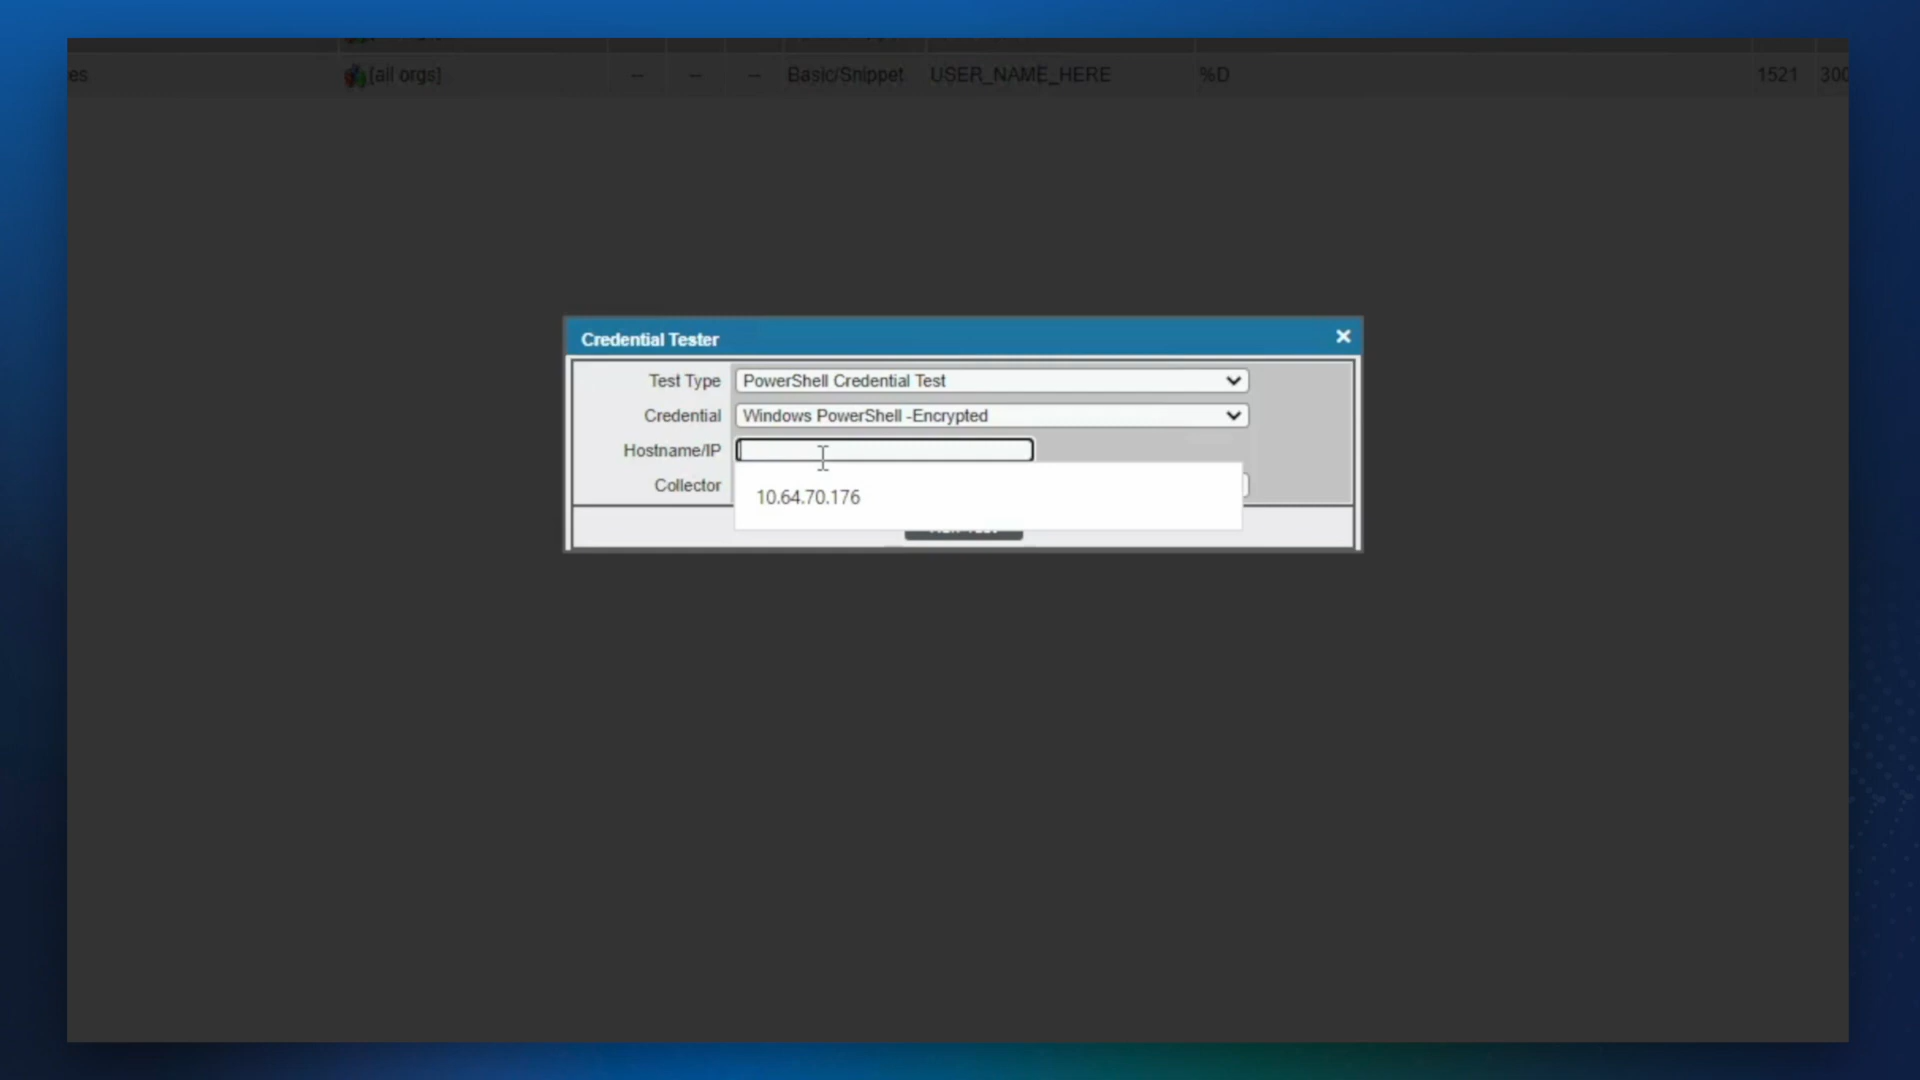 es [all orgs] -- -- -- Basic/Snippet USER_NAME_HERE %D 1521 300
Credential Tester
Test Type PowerShell Credential Test
Credential Windows PowerShell -Encrypted
Hostname/IP
Collector
10.64.70.176